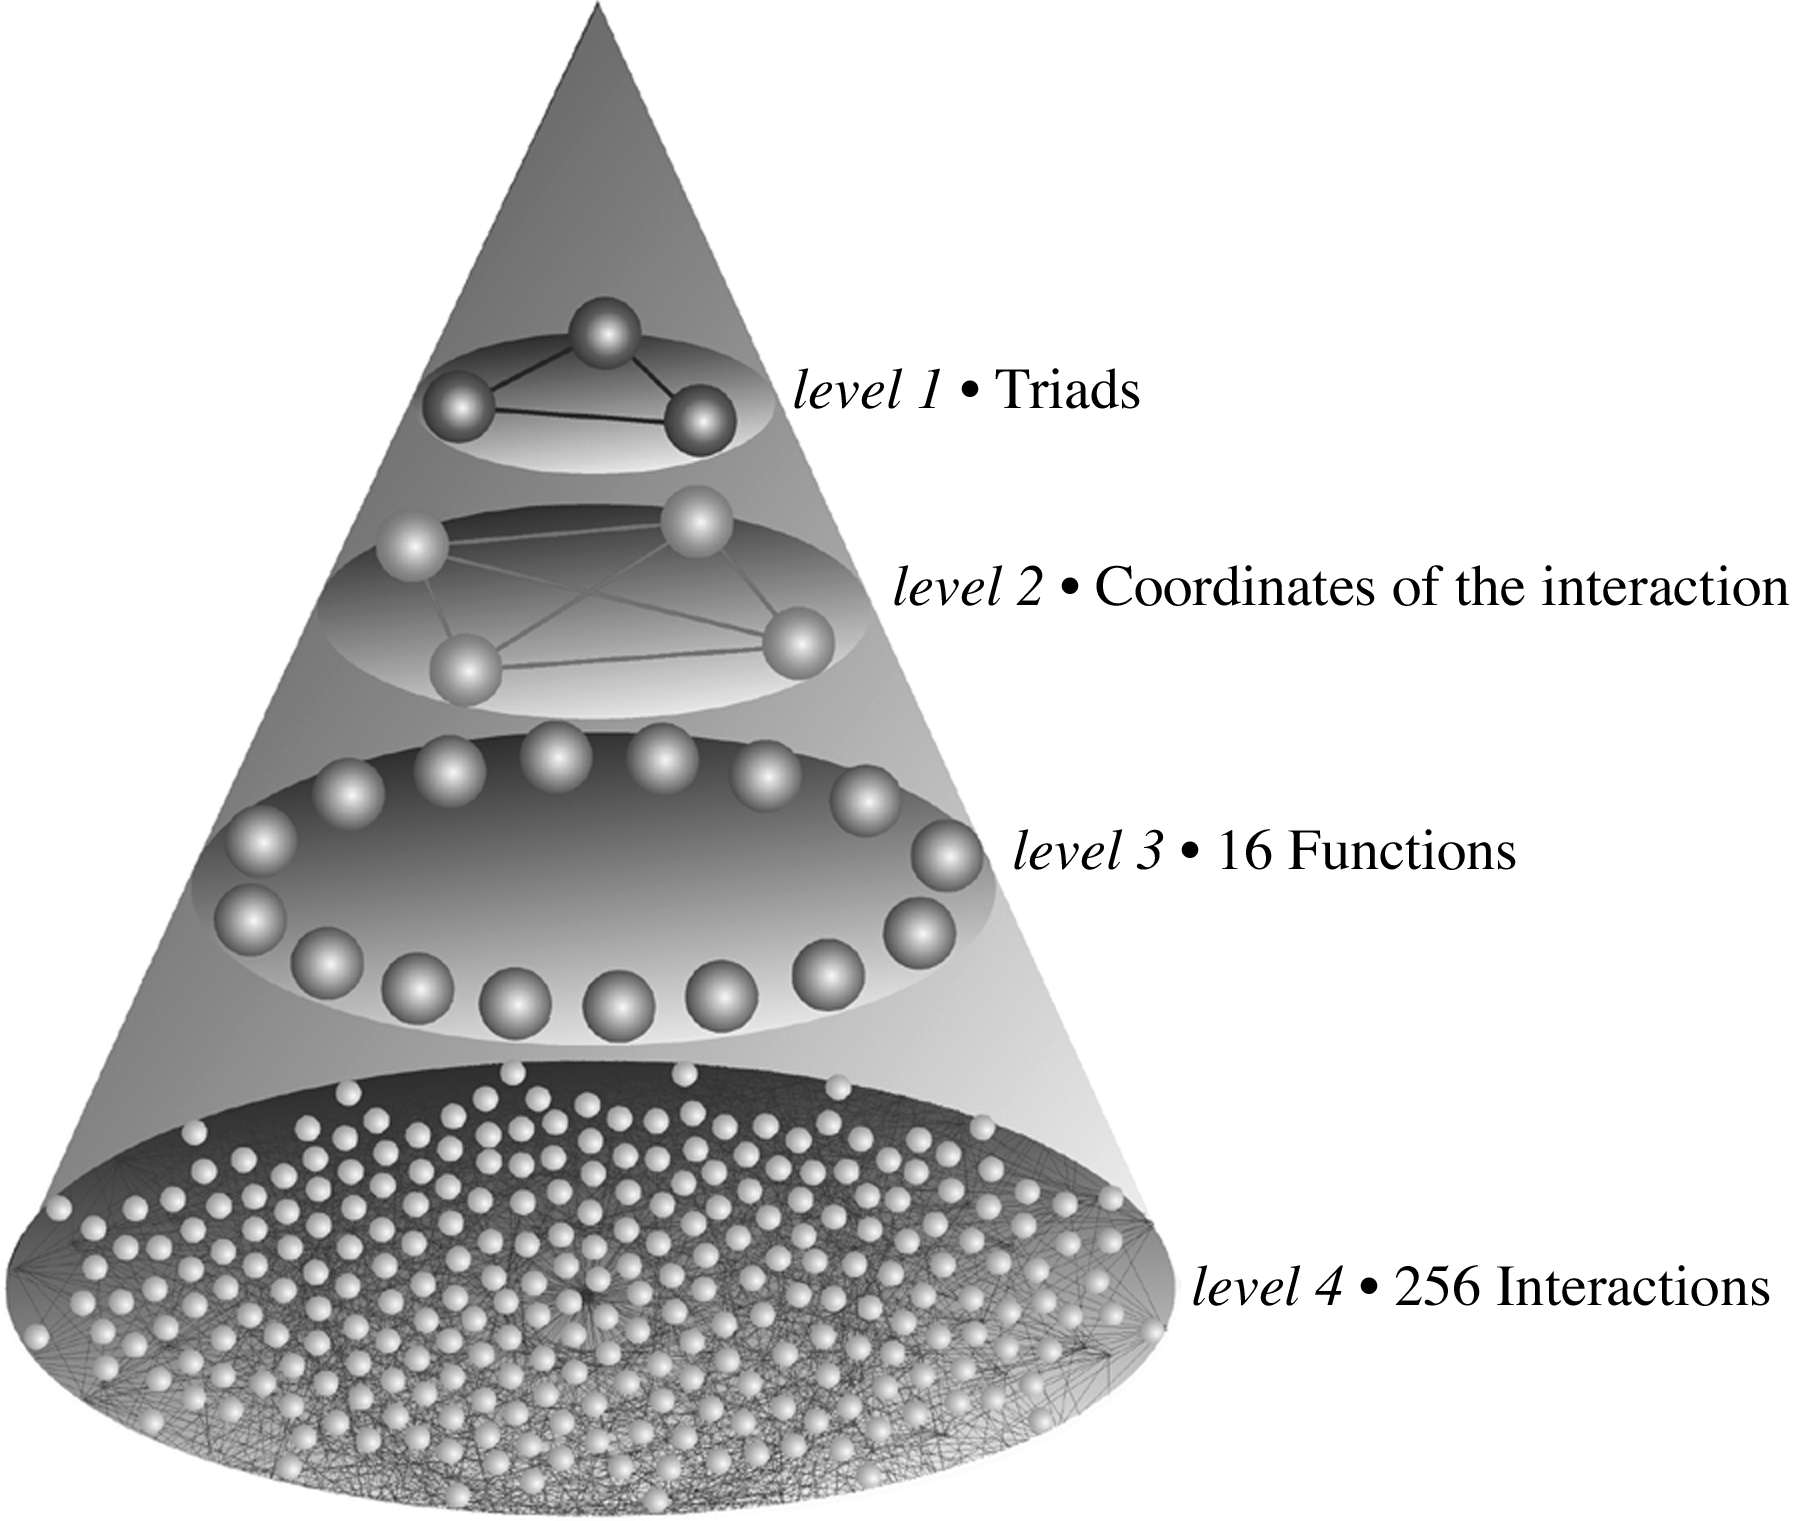 level 1 • Triads
level 2 • Coordinates of the interaction
level 3 • 16 Functions
level 4 • 256 Interactions